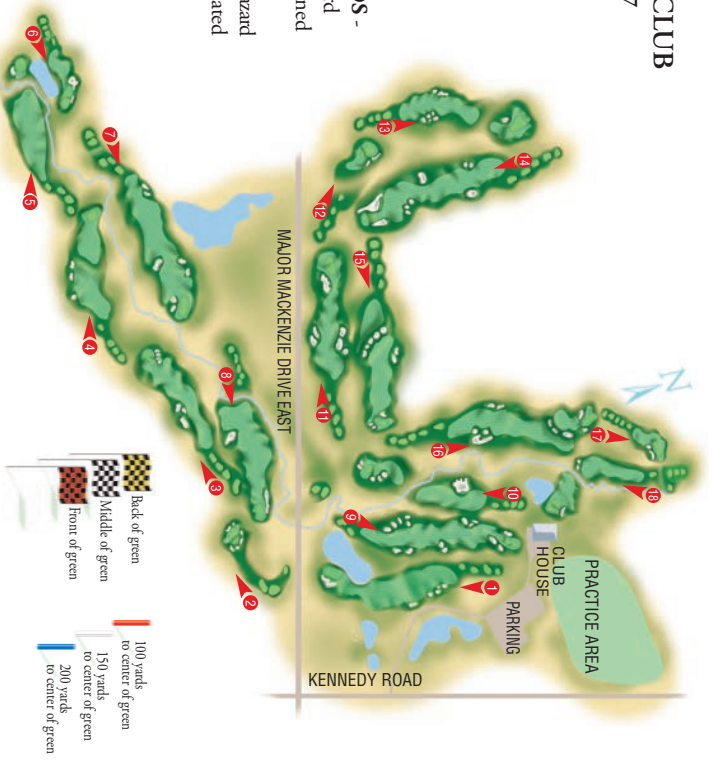 CLUB
7
OS -
rd
ned
azard
ated
6
7
5
4
8
3
2
13
14
12
15
11
16
17
18
10
9
1
N
MAJOR MACKENZIE DRIVE EAST
KENNEDY ROAD
CLUB
HOUSE
PARKING
PRACTICE AREA
Back of green
Middle of green
Front of green
100 yards
to center of green
150 yards
to center of green
200 yards
to center of green